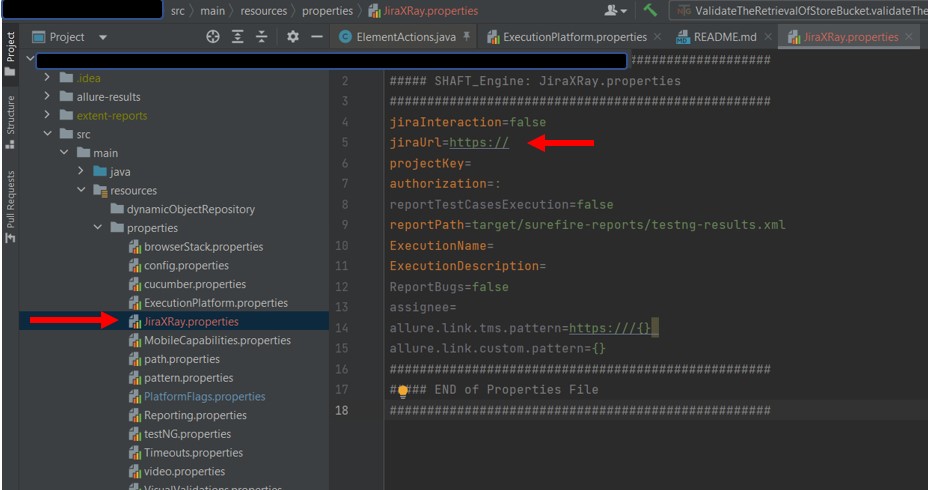 src main resources properties JiraXRay.properties ValidateTheRetrievalOfStoreBucket.validateThe
Project ElementActions.java ExecutionPlatform.properties README.md JiraXRay.properties
Project
Structure
Pull Requests
.idea
allure-results
extent-reports
src
main
java
resources
dynamicObjectRepository
properties
browserStack.properties
config.properties
cucumber.properties
ExecutionPlatform.properties
JiraXRay.properties
MobileCapabilities.properties
path.properties
pattern.properties
PlatformFlags.properties
Reporting.properties
testNG.properties
Timeouts.properties
video.properties
VisualValidations.properties
###################
2 ##### SHAFT_Engine: JiraXRay.properties
3 ###################################################
4 jiraInteraction=false
5 jiraUrl=https://
6 projectKey=
7 authorization=:
8 reportTestCasesExecution=false
9 reportPath=target/surefire-reports/testng-results.xml
10 ExecutionName=
11 ExecutionDescription=
12 ReportBugs=false
13 assignee=
14 allure.link.tms.pattern=https:///{}
15 allure.link.custom.pattern={}
16 ###################################################
17 ##### END of Properties File
18 ###################################################